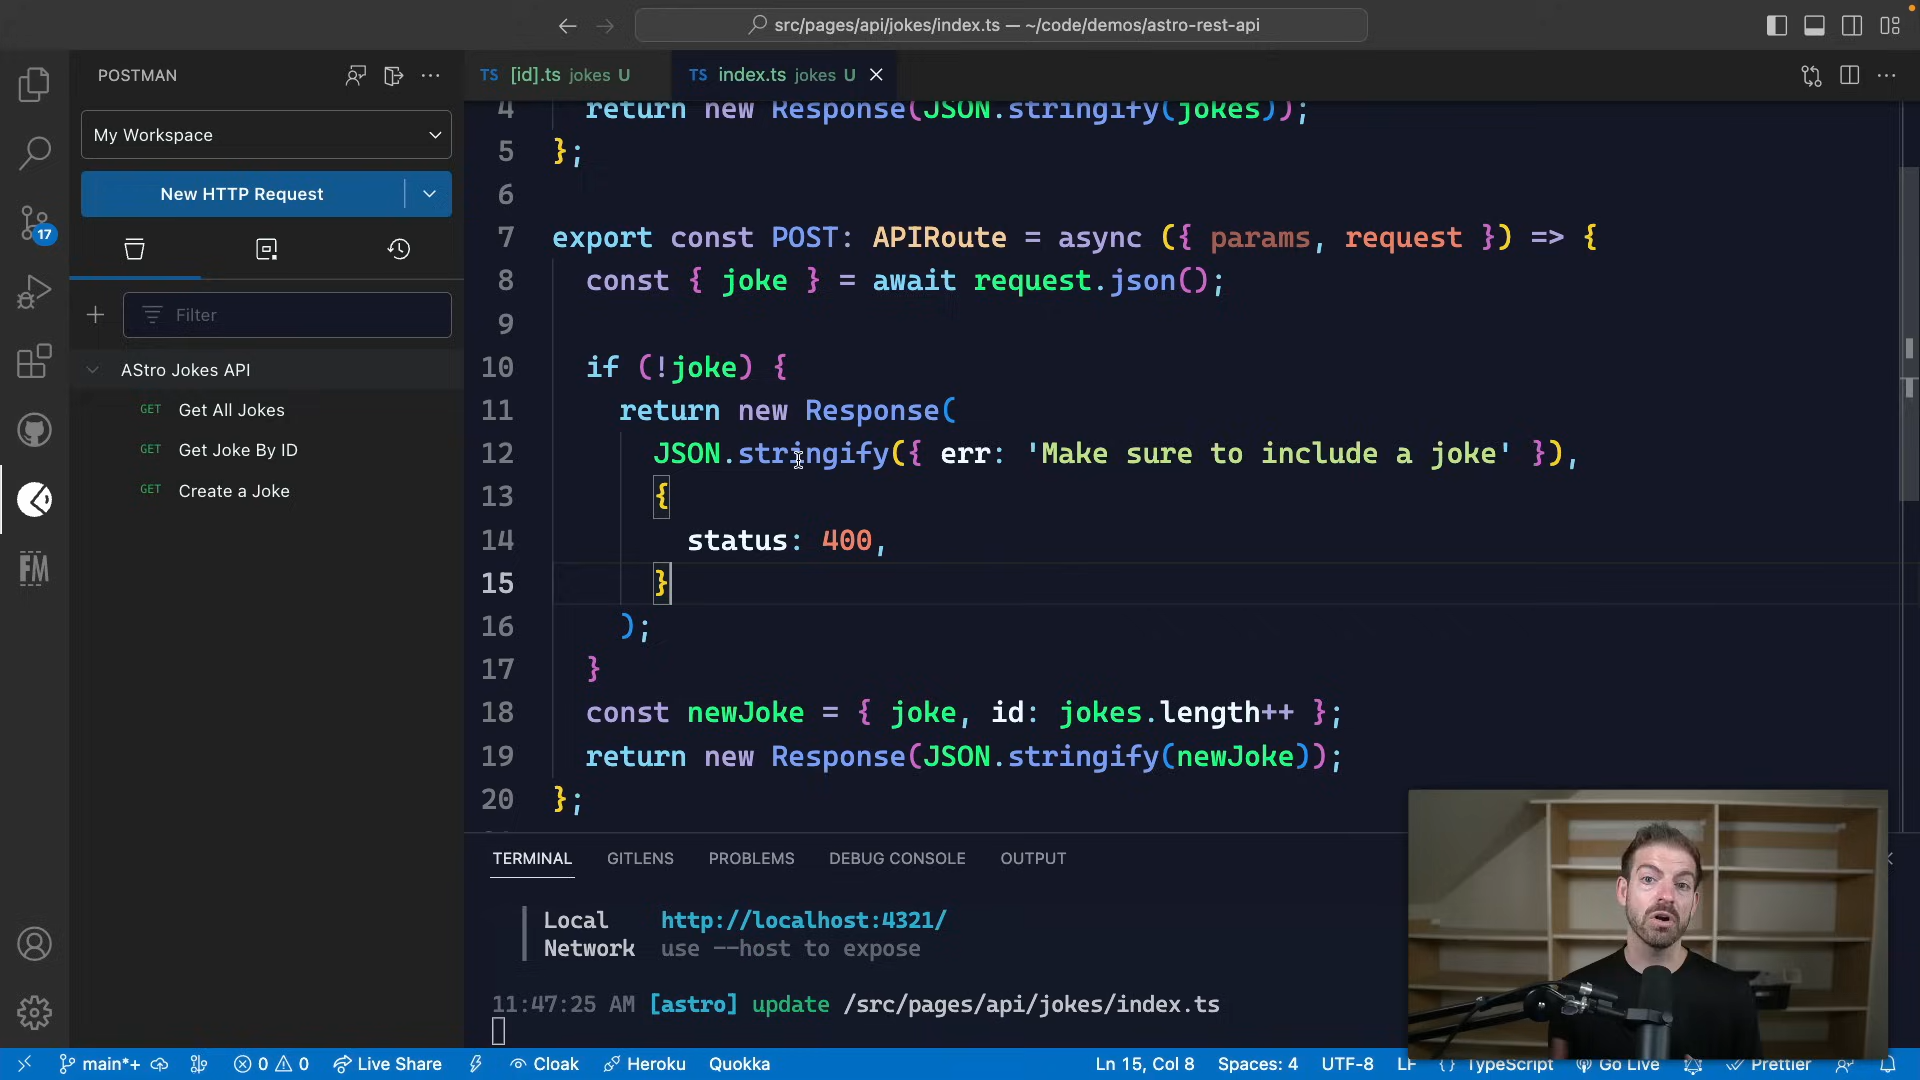 src/pages/api/jokes/index.ts — ~/code/demos/astro-rest-api
POSTMAN
My Workspace
New HTTP Request
17
Filter
AStro Jokes API
GET Get All Jokes
GET Get Joke By ID
GET Create a Joke
FM
TS [id].ts jokes U
TS index.ts jokes U
4 return new Response(JSON.stringify(jokes));
5 };
6
7 export const POST: APIRoute = async ({ params, request }) => {
8 const { joke } = await request.json();
9
10 if (!joke) {
11 return new Response(
12 JSON.stringify({ err: 'Make sure to include a joke' }),
13 {
14 status: 400,
15 }
16 );
17 }
18 const newJoke = { joke, id: jokes.length++ };
19 return new Response(JSON.stringify(newJoke));
20 };
TERMINAL GITLENS PROBLEMS DEBUG CONSOLE OUTPUT
Local http://localhost:4321/
Network use --host to expose
11:47:25 AM [astro] update /src/pages/api/jokes/index.ts
main*+ 0 0 Live Share Cloak Heroku Quokka Ln 15, Col 8 Spaces: 4 UTF-8 LF {} TypeScript Go Live Prettier